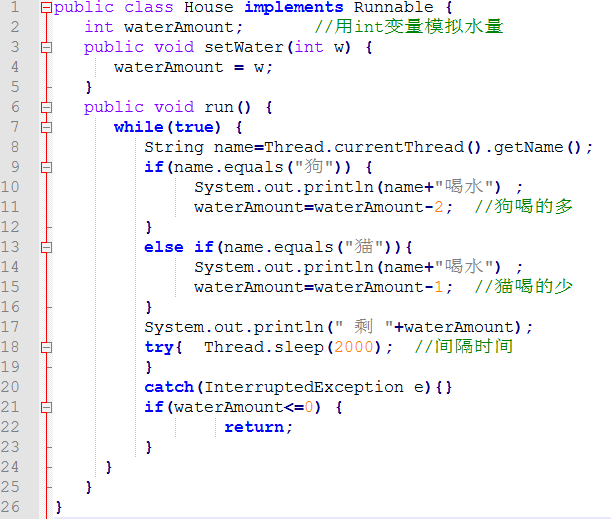 1 public class House implements Runnable {
2 int waterAmount; //用int变量模拟水量
3 public void setWater(int w) {
4 waterAmount = w;
5 }
6 public void run() {
7 while(true) {
8 String name=Thread.currentThread().getName();
9 if(name.equals("狗")) {
10 System.out.println(name+"喝水") ;
11 waterAmount=waterAmount-2; //狗喝的多
12 }
13 else if(name.equals("猫")){
14 System.out.println(name+"喝水") ;
15 waterAmount=waterAmount-1; //猫喝的少
16 }
17 System.out.println(" 剩 "+waterAmount);
18 try{ Thread.sleep(2000); //间隔时间
19 }
20 catch(InterruptedException e){}
21 if(waterAmount<=0) {
22 return;
23 }
24 }
25 }
26 }